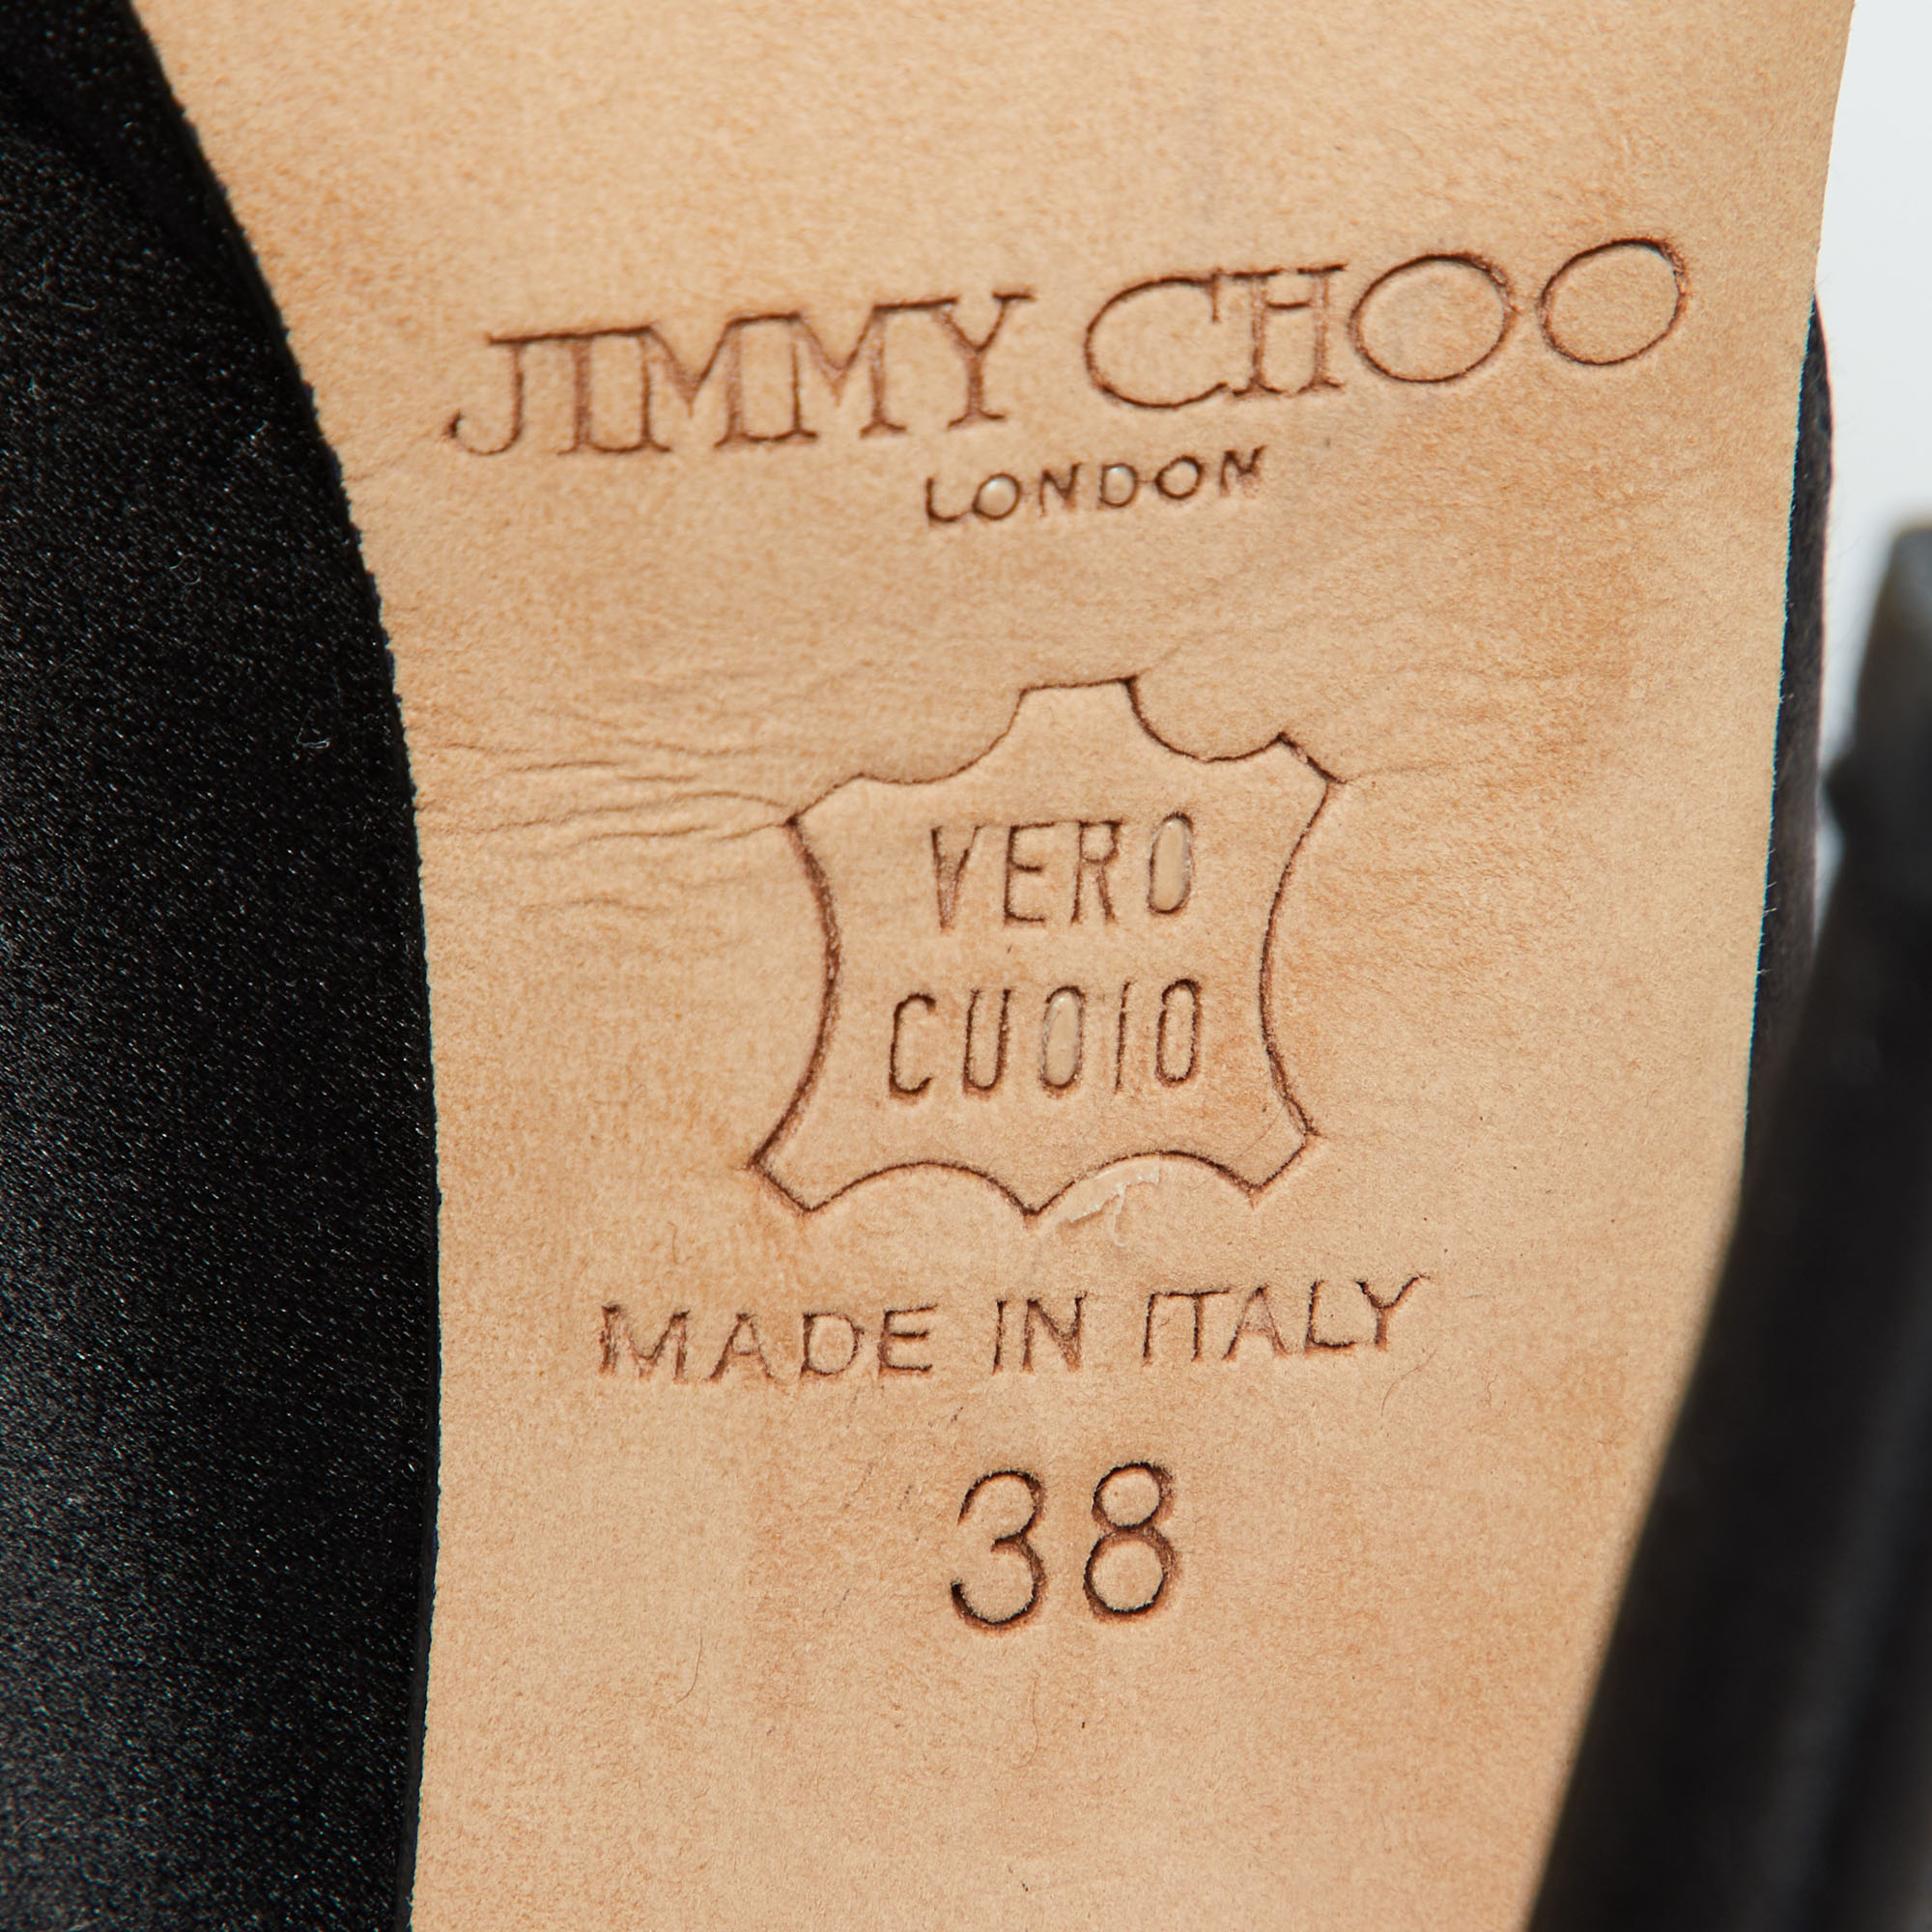 JIMMY CHOO
LONDON
VERO
CUOIO
MADE IN ITALY
38